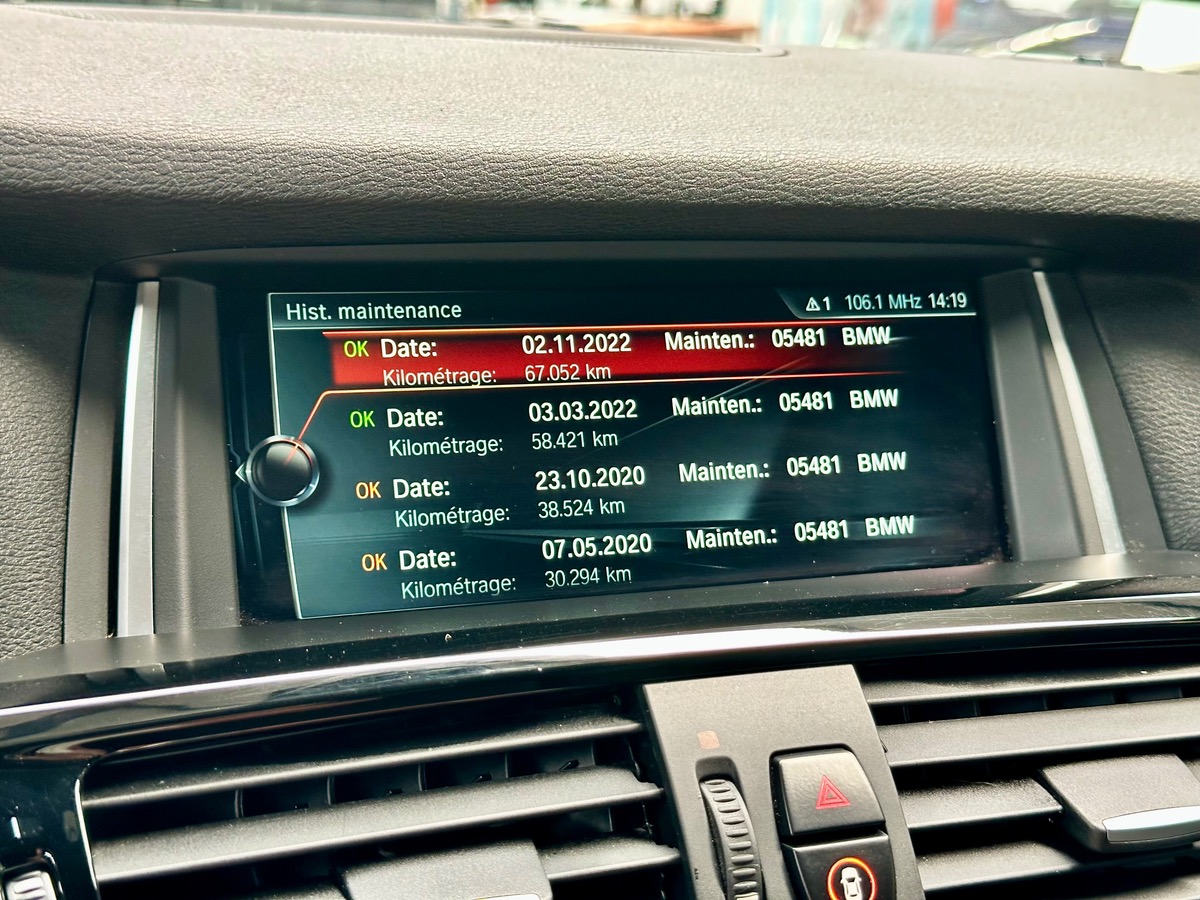 Hist. maintenance 1 106.1 MHz 14:19
OK Date: 02.11.2022 Mainten.: 05481 BMW
Kilométrage: 67.052 km
OK Date: 03.03.2022 Mainten.: 05481 BMW
Kilométrage: 58.421 km
OK Date: 23.10.2020 Mainten.: 05481 BMW
Kilométrage: 38.524 km
OK Date: 07.05.2020 Mainten.: 05481 BMW
Kilométrage: 30.294 km